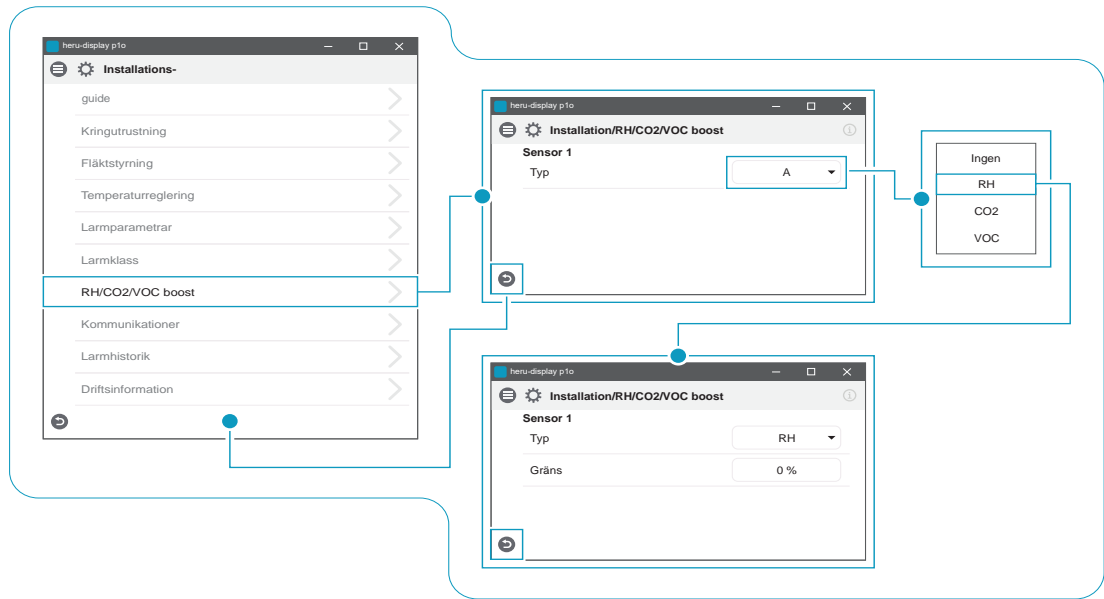 heru-display p1o
Installations-
guide
Kringutrustning
Fläktstyrning
Temperaturreglering
Larmparametrar
Larmklass
RH/CO2/VOC boost
Kommunikationer
Larmhistorik
Driftsinformation
heru-display p1o
Installation/RH/CO2/VOC boost
Sensor 1
Typ A
Ingen
RH
CO2
VOC
heru-display p1o
Installation/RH/CO2/VOC boost
Sensor 1
Typ RH
Gräns 0 %